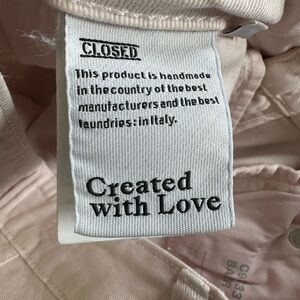 CLOSED
This product is handmade
in the country of the best
manufacturers and the best
laundries: in Italy.
Created
with Love